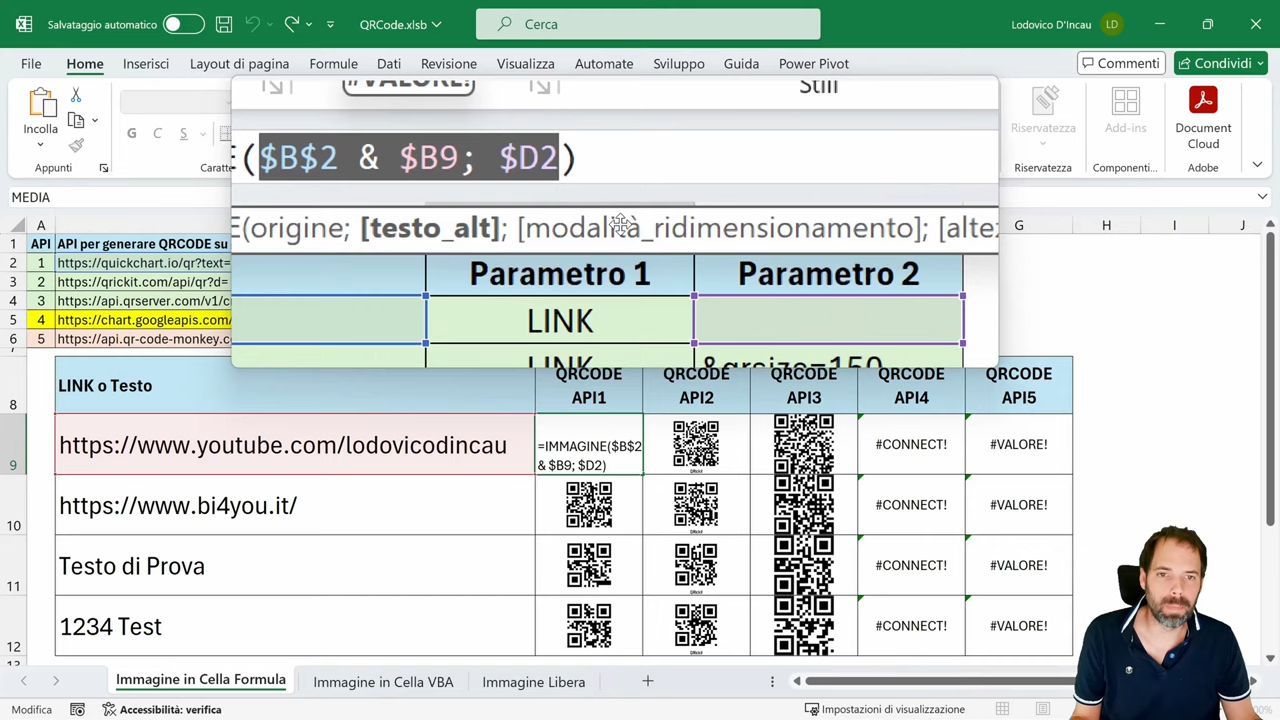 Salvataggio automatico
QRCode.xlsb
Cerca
Lodovico D'Incau
LD
File
Home
Inserisci
Layout di pagina
Formule
Dati
Revisione
Visualizza
Automate
Sviluppo
Guida
Power Pivot
Commenti
Condividi
Incolla
G C S
Appunti
Riservatezza
Add-ins
Document
Cloud
Riservatezza
Adobe
#VALORE!
($B$2 & $B9; $D2)
(origine; [testo_alt]; [modalità_ridimensionamento];
Parametro 1
Parametro 2
LINK
MEDIA
A
G
H
I
J
1 API API per generare QRCODE su
2 1 https://quickchart.io/qr?text=
3 2 https://qrickit.com/api/qr?d=
4 3 https://api.qrserver.com/v1/c
5 4 https://chart.googleapis.com/
6 5 https://api.qr-code-monkey.c
8 LINK o Testo
QRCODE
API1
QRCODE
API2
QRCODE
API3
QRCODE
API4
QRCODE
API5
9 https://www.youtube.com/lodovicodincau
=IMMAGINE($B$2
& $B9; $D2)
#CONNECT! #VALORE!
10 https://www.bi4you.it/ #CONNECT! #VALORE!
11 Testo di Prova #CONNECT! #VALORE!
12 1234 Test #CONNECT! #VALORE!
Immagine in Cella Formula
Immagine in Cella VBA
Immagine Libera
Modifica
Accessibilità: verifica
Impostazioni di visualizzazione